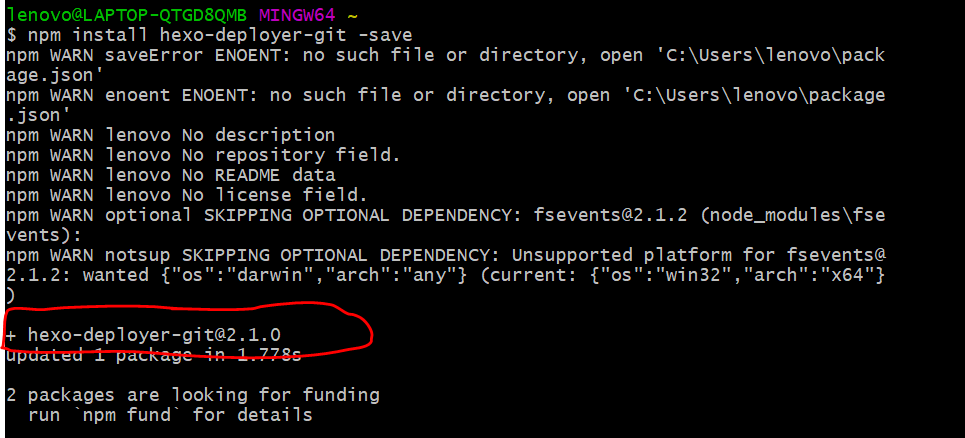 lenovo@LAPTOP-QTGD8QMB MINGW64 ~
$ npm install hexo-deployer-git -save
npm WARN saveError ENOENT: no such file or directory, open 'C:\Users\lenovo\pack
age.json'
npm WARN enoent ENOENT: no such file or directory, open 'C:\Users\lenovo\package
.json'
npm WARN lenovo No description
npm WARN lenovo No repository field.
npm WARN lenovo No README data
npm WARN lenovo No license field.
npm WARN optional SKIPPING OPTIONAL DEPENDENCY: fsevents@2.1.2 (node_modules\fse
vents):
npm WARN notsup SKIPPING OPTIONAL DEPENDENCY: Unsupported platform for fsevents@
2.1.2: wanted {"os":"darwin","arch":"any"} (current: {"os":"win32","arch":"x64"}
)
+ hexo-deployer-git@2.1.0
updated 1 package in 1.778s
2 packages are looking for funding
run `npm fund` for details